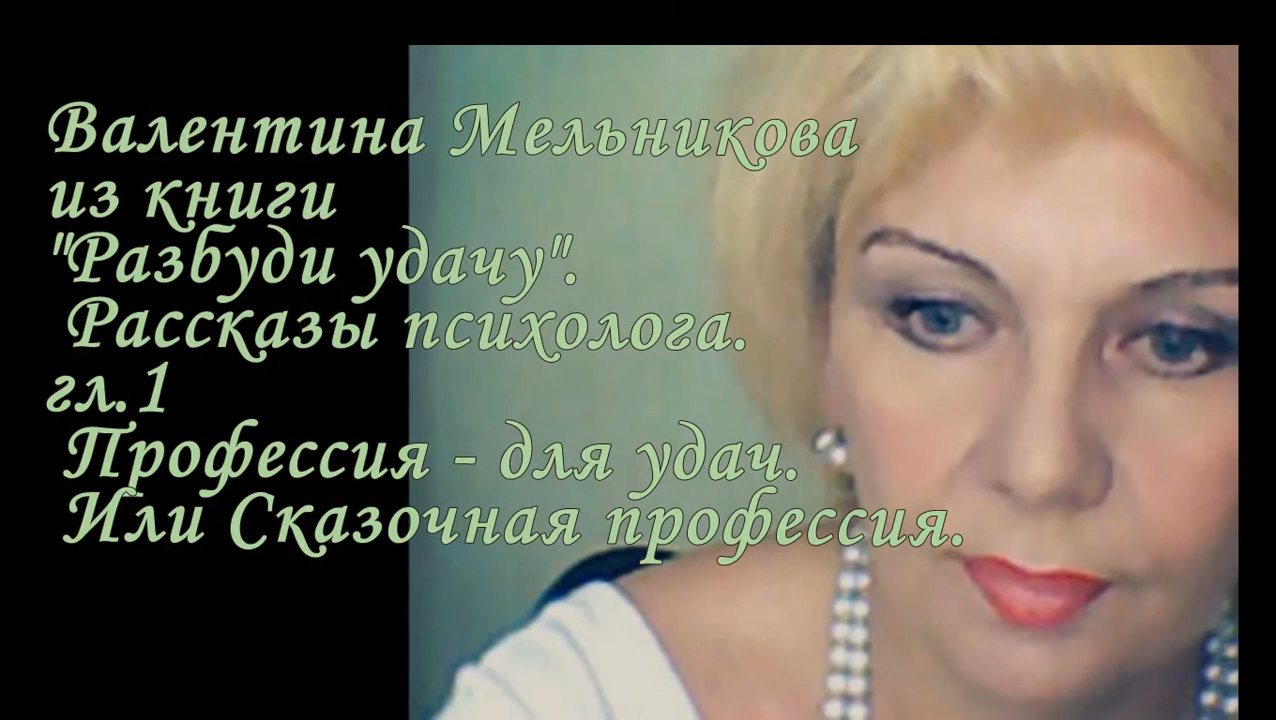 Валентина Мельникова
из книги
"Разбуди удачу".
Рассказы психолога.
гл.1
Профессия - для удач.
Или Сказочная профессия.